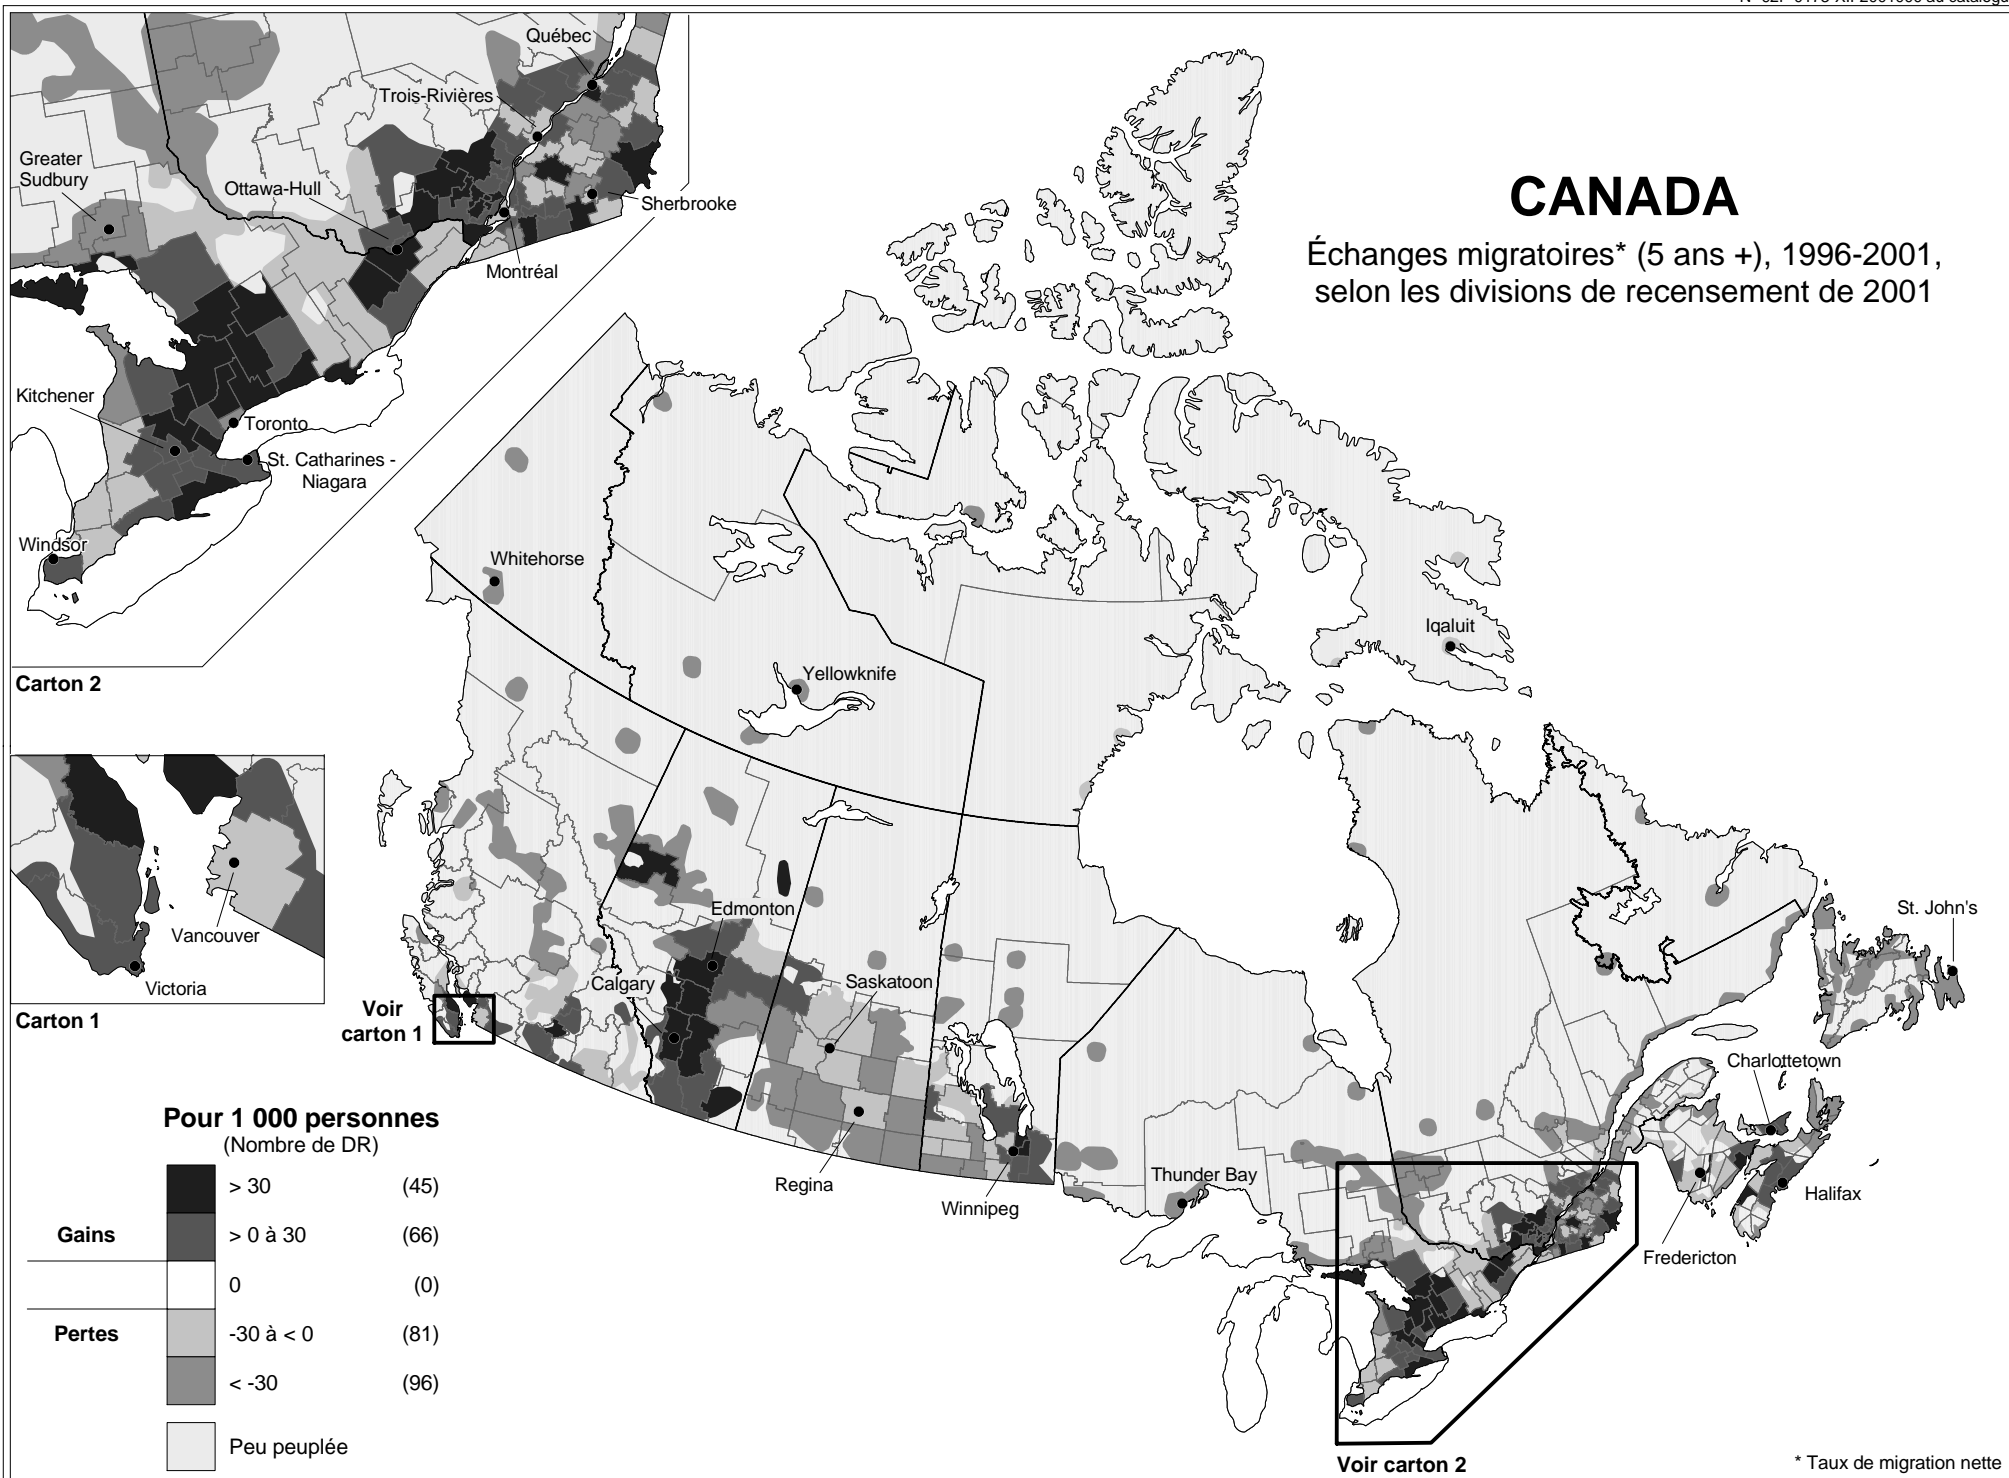 CANADA
Échanges migratoires* (5 ans +), 1996-2001,
selon les divisions de recensement de 2001
Québec
Trois-Rivières
Greater
Sudbury
Ottawa-Hull
Sherbrooke
Montréal
Kitchener
Toronto
St. Catharines -
Niagara
Windsor
Carton 2
Whitehorse
Yellowknife
Iqaluit
Vancouver
Victoria
Carton 1
Voir
carton 1
Edmonton
Calgary
Saskatoon
Regina
Winnipeg
Thunder Bay
St. John's
Charlottetown
Halifax
Fredericton
Pour 1 000 personnes
(Nombre de DR)
> 30 (45)
Gains > 0 à 30 (66)
0 (0)
Pertes -30 à < 0 (81)
< -30 (96)
Peu peuplée
Voir carton 2
* Taux de migration nette